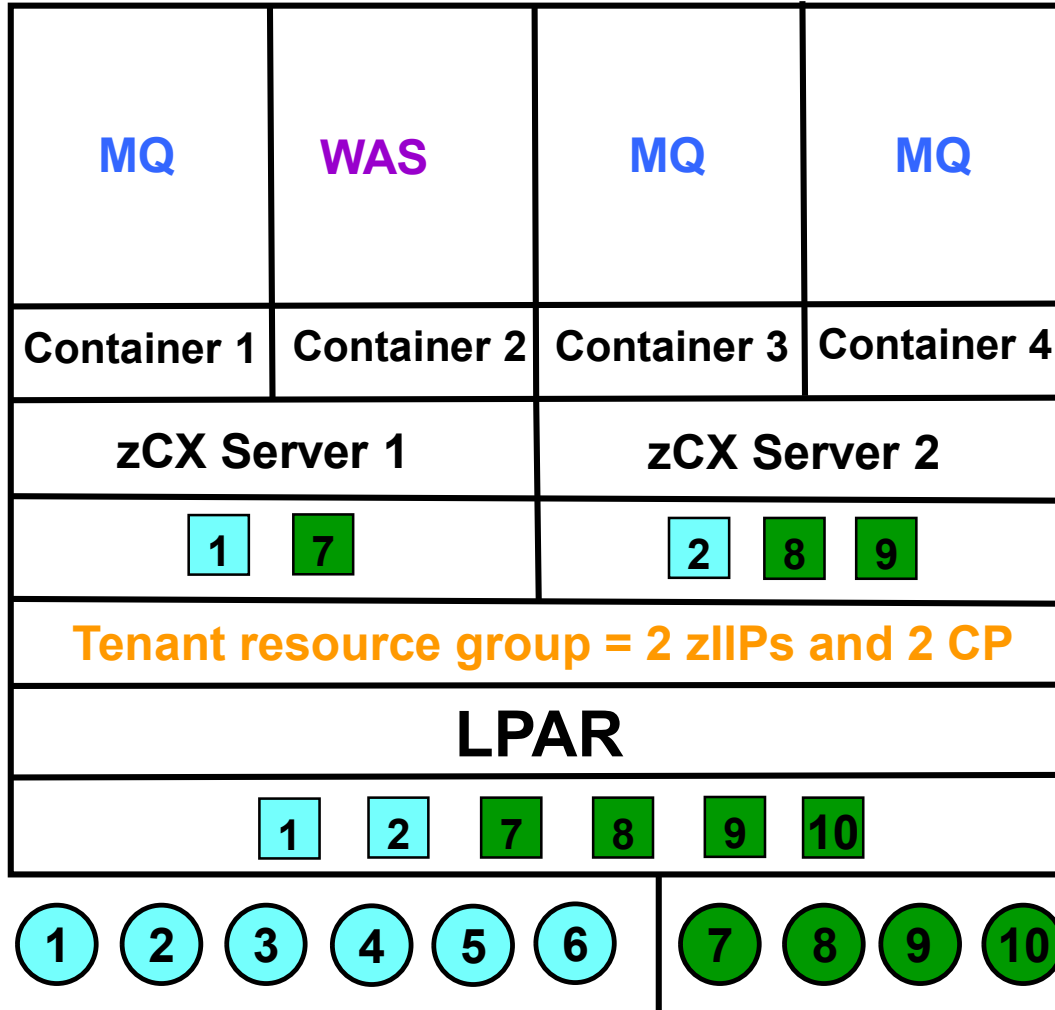 MQ WAS MQ MQ
Container 1 Container 2 Container 3 Container 4
zCX Server 1 zCX Server 2
1 7 2 8 9
Tenant resource group = 2 zIIPs and 2 CP
LPAR
1 2 7 8 9 10
1 2 3 4 5 6 7 8 9 10